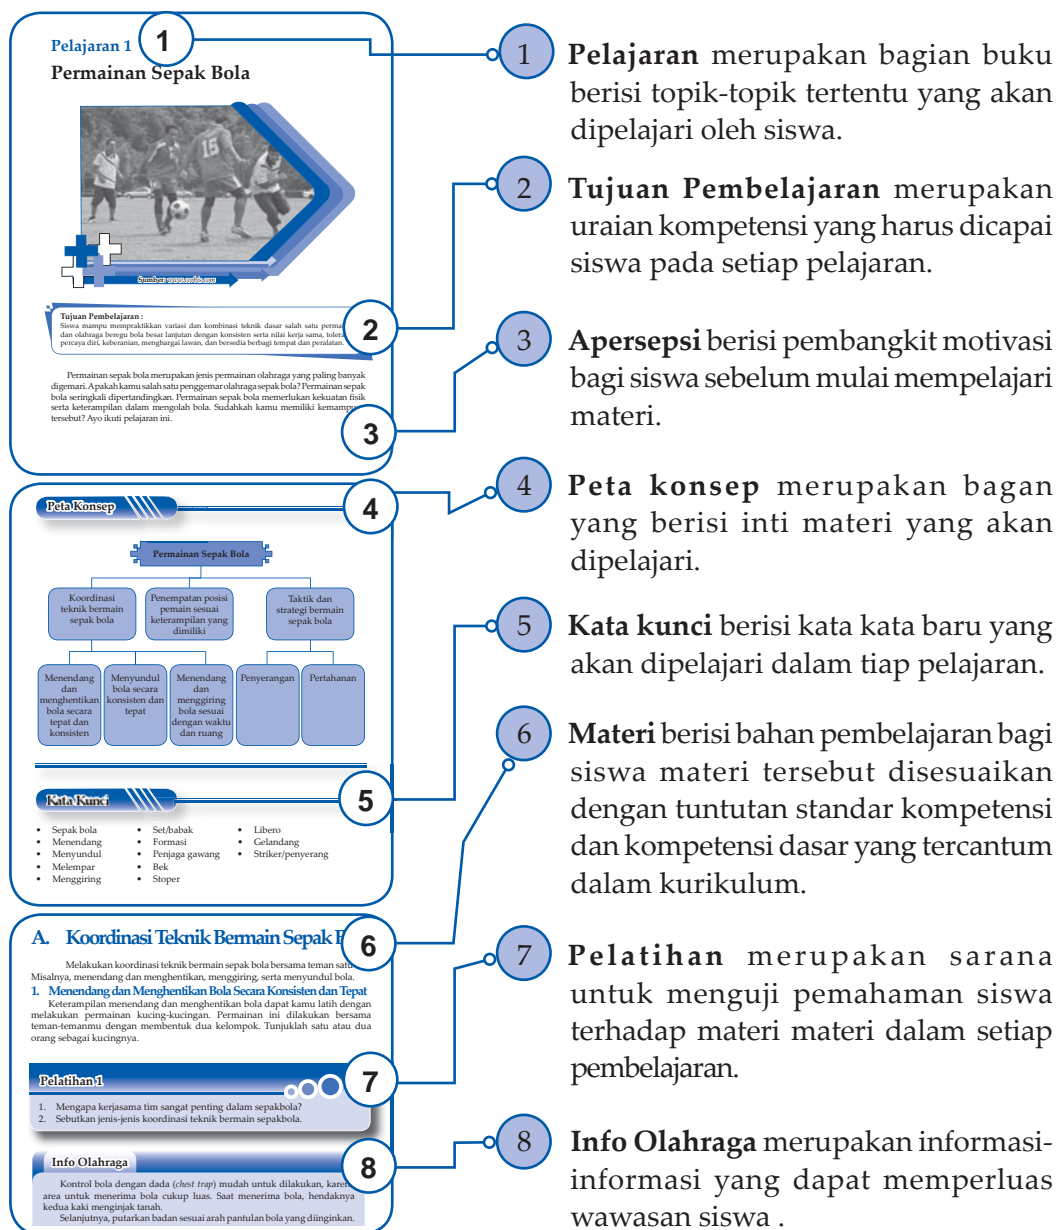 Pelajaran 1
1
Permainan Sepak Bola
15
Sumber:
Tujuan Pembelajaran :
Siswa mampu mempraktikkan variasi dan kombinasi teknik dasar salah satu
dan olahraga beregu bola besar lanjutan dengan konsisten serta nilai kerja sama,
percaya diri, keberanian, menghargai lawan, dan bersedia berbagi tempat dan peralatan.
2
Permainan sepak bola merupakan jenis permainan olahraga yang paling banyak
digemari. Apakah kamu salah satu penggemar olahraga sepak bola? Permainan sepak
bola seringkali dipertandingkan. Permainan sepak bola memerlukan kekuatan fisik
serta keterampilan dalam mengolah bola. Sudahkah kamu memiliki
tersebut? Ayo ikuti pelajaran ini.
3
Peta Konsep
4
Permainan Sepak Bola
Koordinasi
teknik bermain
sepak bola
Penempatan posisi
pemain sesuai
keterampilan yang
dimiliki
Taktik dan
strategi bermain
sepak bola
Menendang
dan
menghentikan
bola secara
tepat dan
konsisten
Menyundul
bola secara
konsisten dan
tepat
Menendang
dan
menggiring
bola sesuai
dengan waktu
dan ruang
Penyerangan
Pertahanan
Kata Kunci
5
• Sepak bola
• Menendang
• Menyundul
• Melempar
• Menggiring
• Set/babak
• Formasi
• Penjaga gawang
• Bek
• Stoper
• Libero
• Gelandang
• Striker/penyerang
A. Koordinasi Teknik Bermain Sepak
6
Melakukan koordinasi teknik bermain sepak bola bersama teman
Misalnya, menendang dan menghentikan, menggiring, serta menyundul bola.
1. Menendang dan Menghentikan Bola Secara Konsisten dan Tepat
Keterampilan menendang dan menghentikan bola dapat kamu latih dengan
melakukan permainan kucing-kucingan. Permainan ini dilakukan bersama
teman-temanmu dengan membentuk dua kelompok. Tunjuklah satu atau dua
orang sebagai kucingnya.
Pelatihan 1
7
1. Mengapa kerjasama tim sangat penting dalam sepakbola?
2. Sebutkan jenis-jenis koordinasi teknik bermain sepakbola.
Info Olahraga
8
Kontrol bola dengan dada (chest trap) mudah untuk dilakukan,
area untuk menerima bola cukup luas. Saat menerima bola, hendaknya
kedua kaki menginjak tanah.
Selanjutnya, putarkan badan sesuai arah pantulan bola yang diinginkan.
1 Pelajaran merupakan bagian buku
berisi topik-topik tertentu yang akan
dipelajari oleh siswa.
2 Tujuan Pembelajaran merupakan
uraian kompetensi yang harus dicapai
siswa pada setiap pelajaran.
3 Apersepsi berisi pembangkit motivasi
bagi siswa sebelum mulai mempelajari
materi.
4 Peta konsep merupakan bagan
yang berisi inti materi yang akan
dipelajari.
5 Kata kunci berisi kata kata baru yang
akan dipelajari dalam tiap pelajaran.
6 Materi berisi bahan pembelajaran bagi
siswa materi tersebut disesuaikan
dengan tuntutan standar kompetensi
dan kompetensi dasar yang tercantum
dalam kurikulum.
7 Pelatihan merupakan sarana
untuk menguji pemahaman siswa
terhadap materi materi dalam setiap
pembelajaran.
8 Info Olahraga merupakan informasi-
informasi yang dapat memperluas
wawasan siswa .